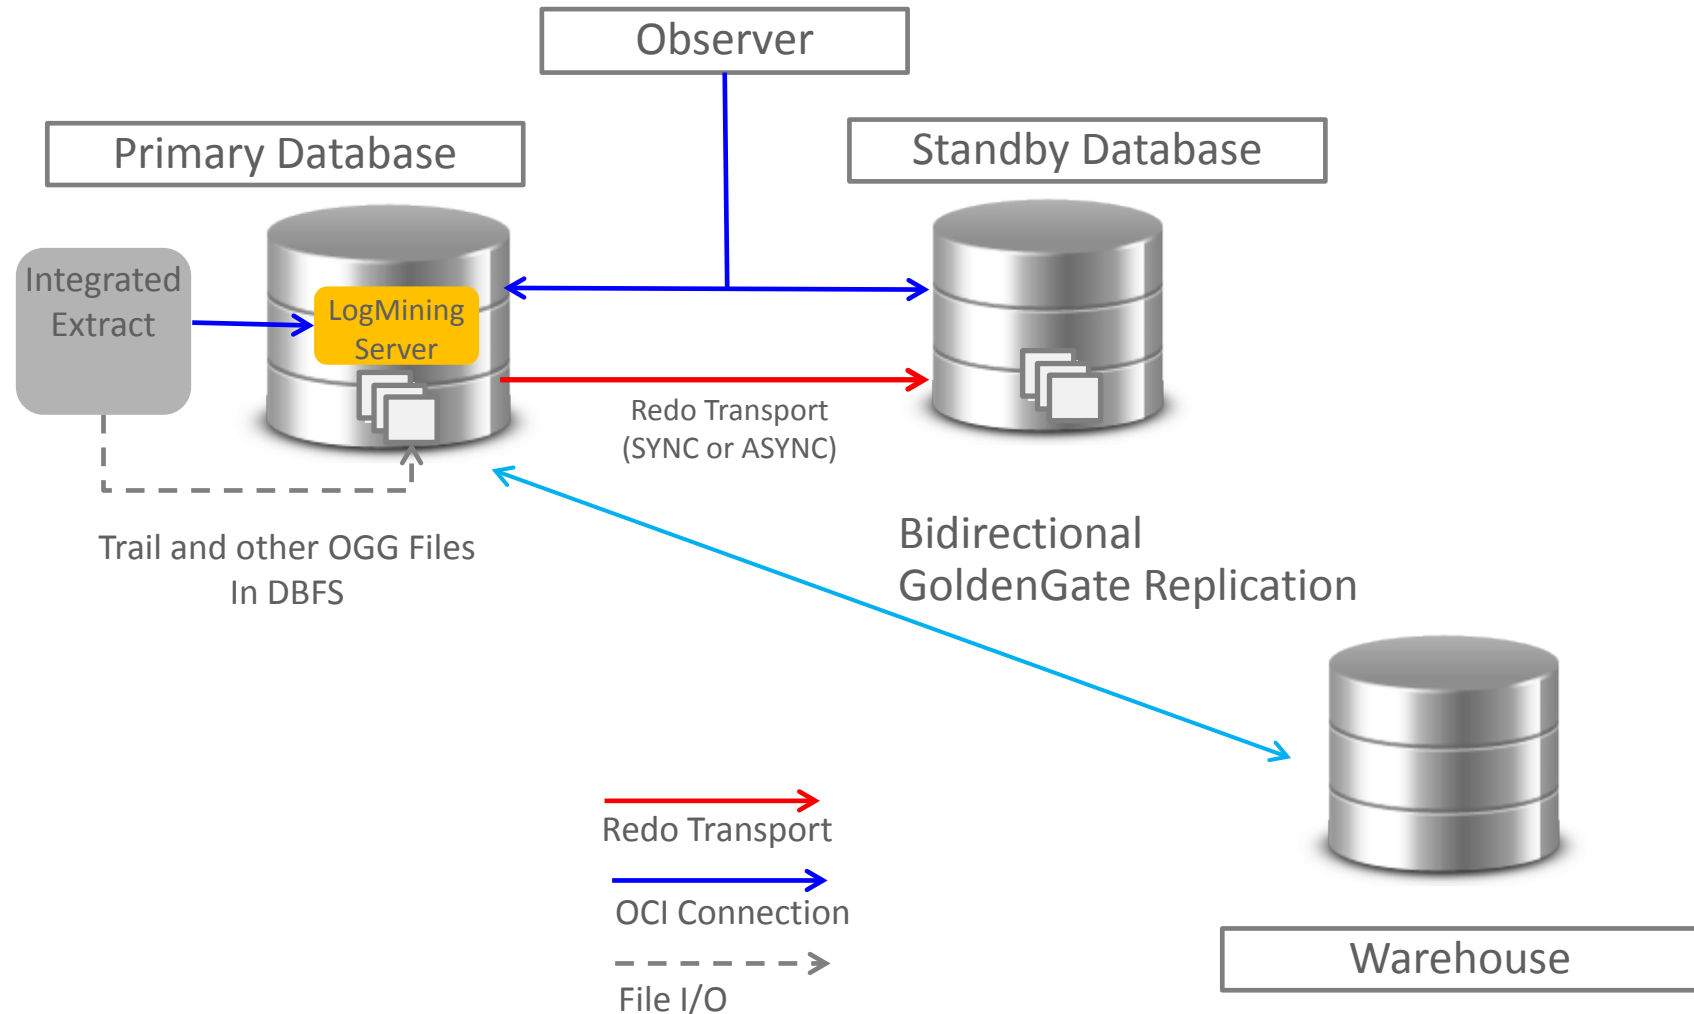 Observer
Primary Database
Standby Database
Integrated
Extract
LogMining
Server
Redo Transport
(SYNC or ASYNC)
Trail and other OGG Files
In DBFS
Bidirectional
GoldenGate Replication
Redo Transport
OCI Connection
File I/O
Warehouse